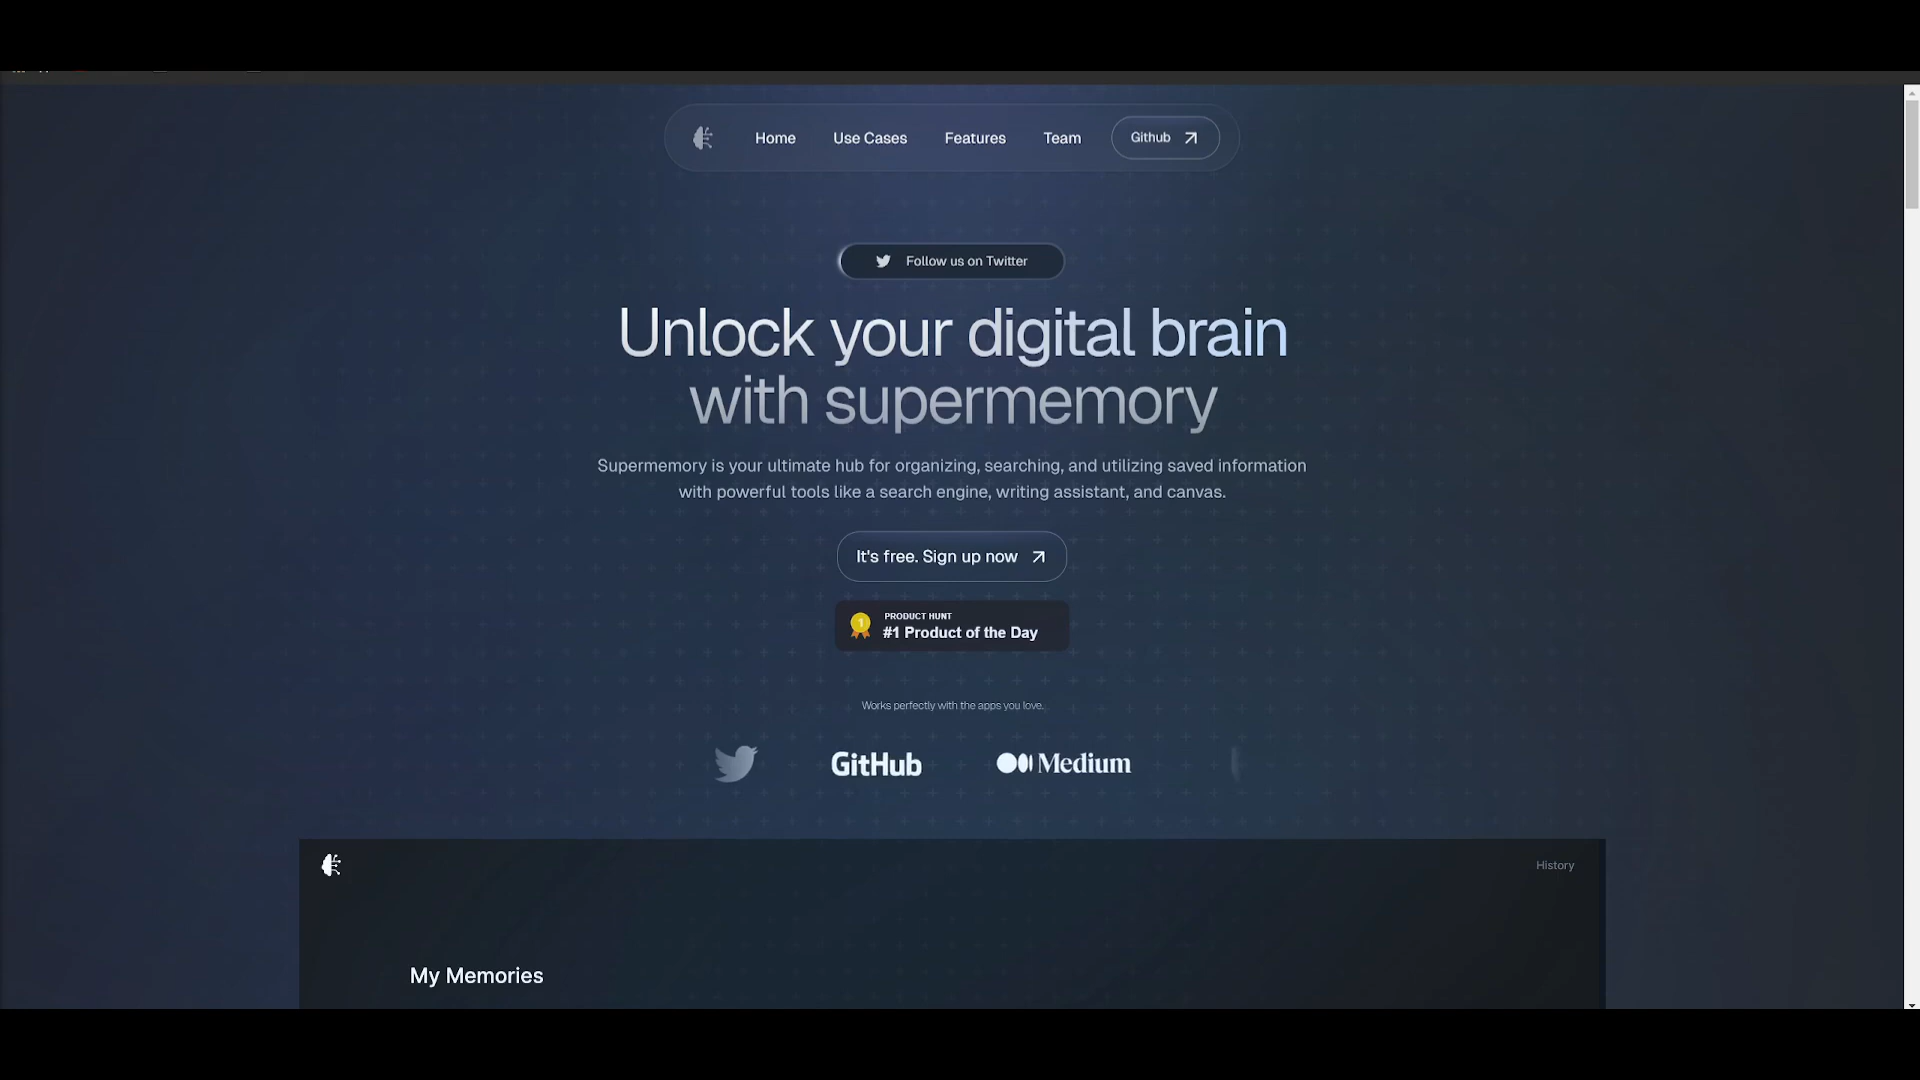 Home
Use Cases
Features
Team
Github
Follow us on Twitter
Unlock your digital brain
with supermemory
Supermemory is your ultimate hub for organizing, searching, and utilizing saved information
with powerful tools like a search engine, writing assistant, and canvas.
It's free. Sign up now
1
PRODUCT HUNT
#1 Product of the Day
Works perfectly with the apps you love.
GitHub
Medium
History
My Memories